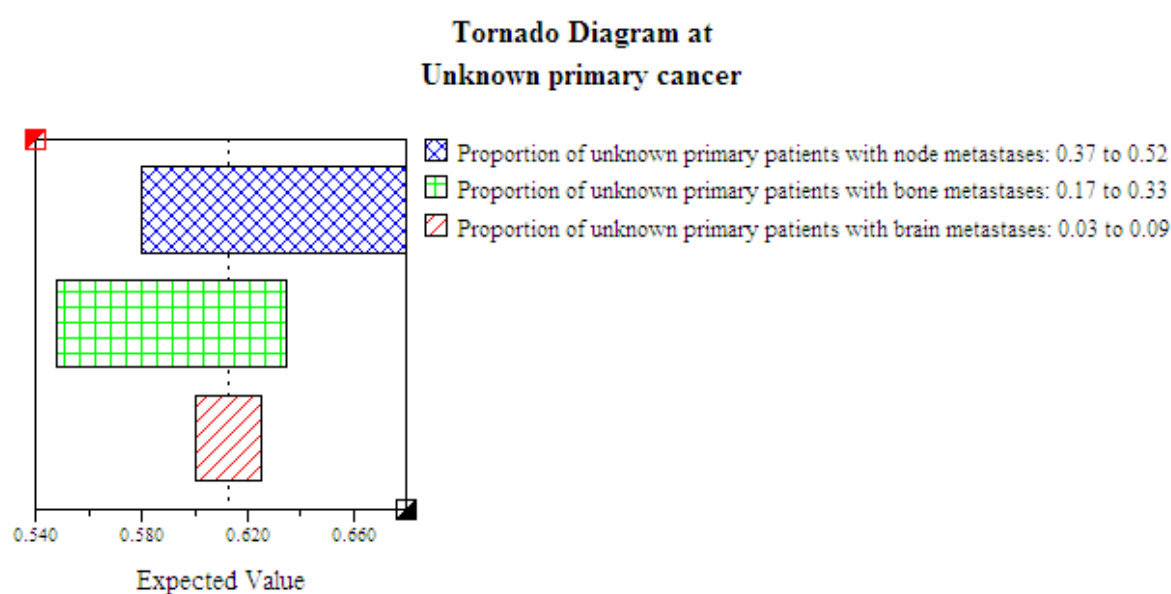 Tornado Diagram at
Unknown primary cancer
Proportion of unknown primary patients with node metastases: 0.37 to 0.52
Proportion of unknown primary patients with bone metastases: 0.17 to 0.33
Proportion of unknown primary patients with brain metastases: 0.03 to 0.09
0.540 0.580 0.620 0.660
Expected Value